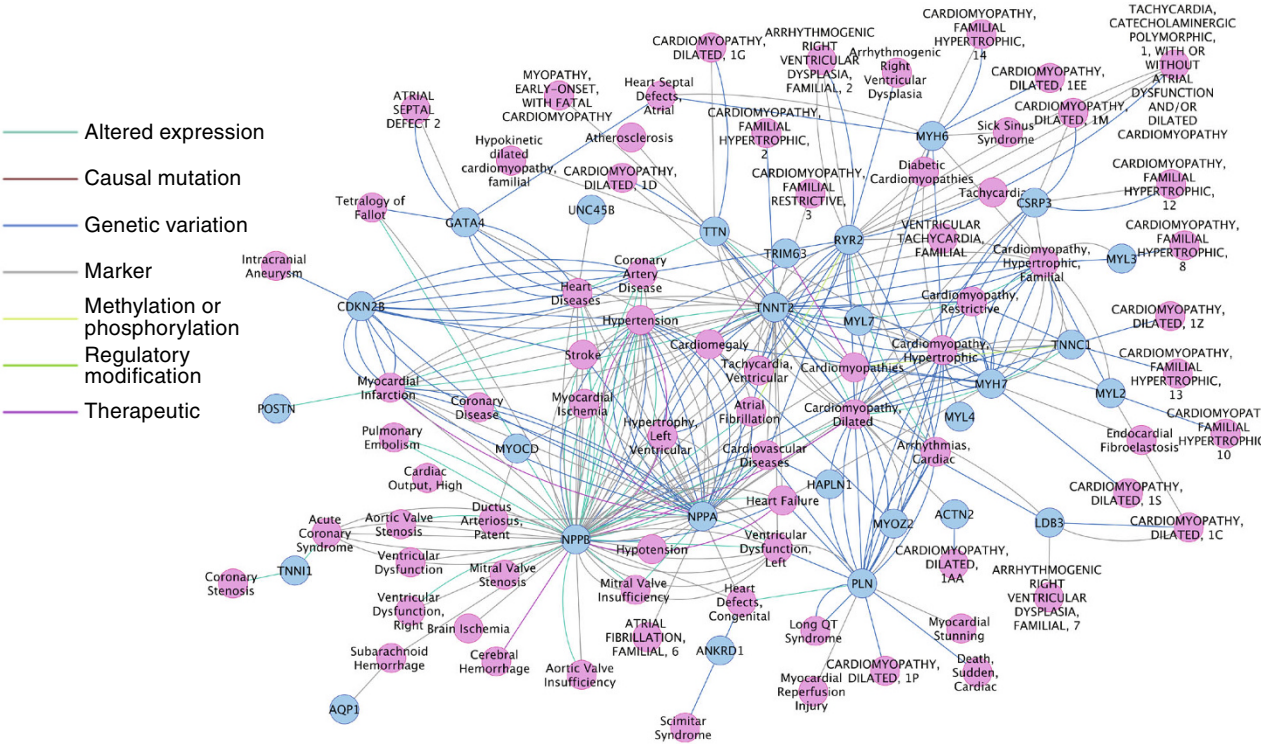 Altered expression
Causal mutation
Genetic variation
Marker
Methylation or
phosphorylation
Regulatory
modification
Therapeutic
CARDIOMYOPATHY,
DILATED, 1G
ARRHYTHMOGENIC
RIGHT
VENTRICULAR
DYSPLASIA,
FAMILIAL, 2
Arrhythmogenic
Right
Ventricular
Dysplasia
CARDIOMYOPATHY,
FAMILIAL
HYPERTROPHIC,
14
TACHYCARDIA,
CATECHOLAMINERGIC
POLYMORPHIC,
1, WITH OR
WITHOUT
ATRIAL
DYSFUNCTION
AND/OR
DILATED
CARDIOMYOPATHY
CARDIOMYOPATHY,
DILATED, 1EE
CARDIOMYOPATHY,
DILATED, 1M
MYOPATHY,
EARLY-ONSET,
WITH FATAL
CARDIOMYOPATHY
Heart Septal
Defects,
Atrial
ATRIAL
SEPTAL
DEFECT 2
Hypokinetic
dilated
cardiomyopathy,
familial
Atherosclerosis
CARDIOMYOPATHY,
DILATED, 1D
CARDIOMYOPATHY,
FAMILIAL
HYPERTROPHIC,
2
MYH6
Sick Sinus
Syndrome
Diabetic
Cardiomyopathies
Tachycardia
CSRP3
CARDIOMYOPATHY,
FAMILIAL
HYPERTROPHIC,
12
CARDIOMYOPATHY,
FAMILIAL
RESTRICTIVE,
3
Tetralogy of
Fallot
GATA4
UNC45B
TTN
TRIM63
RYR2
VENTRICULAR
TACHYCARDIA,
FAMILIAL
Cardiomyopathy,
Hypertrophic,
Familial
MYL3
CARDIOMYOPATHY,
FAMILIAL
HYPERTROPHIC,
8
Intracranial
Aneurysm
CDKN2B
Heart
Diseases
Coronary
Artery
Disease
Hypertension
TNNT2
MYL7
Cardiomyopathy,
Restrictive
CARDIOMYOPATHY,
DILATED, 1Z
Stroke
Cardiomegaly
Tachycardia,
Ventricular
Cardiomyopathies
Cardiomyopathy,
Hypertrophic
TNNC1
CARDIOMYOPATHY,
FAMILIAL
HYPERTROPHIC,
13
Myocardial
Infarction
POSTN
Coronary
Disease
Myocardial
Ischemia
Atrial
Fibrillation
Cardiomyopathy,
Dilated
MYH7
MYL4
MYL2
CARDIOMYOPAT
FAMILIAL
HYPERTROPHIC
10
Pulmonary
Embolism
MYOCD
Hypertrophy,
Left
Ventricular
Cardiovascular
Diseases
Arrhythmias,
Cardiac
Endocardial
Fibroelastosis
Cardiac
Output, High
HAPLN1
CARDIOMYOPATHY,
DILATED, 1S
Acute
Coronary
Syndrome
Aortic Valve
Stenosis
Ductus
Arteriosus,
Patent
NPPB
NPPA
Heart Failure
MYOZ2
ACTN2
LDB3
CARDIOMYOPATHY,
DILATED, 1C
Coronary
Stenosis
TNNI1
Ventricular
Dysfunction
Mitral Valve
Stenosis
Hypotension
Ventricular
Dysfunction,
Left
PLN
CARDIOMYOPATHY,
DILATED,
1AA
ARRHYTHMOGENIC
RIGHT
VENTRICULAR
DYSPLASIA,
FAMILIAL, 7
Ventricular
Dysfunction,
Right
Brain Ischemia
Mitral Valve
Insufficiency
Heart
Defects,
Congenital
ATRIAL
FIBRILLATION,
FAMILIAL, 6
Long QT
Syndrome
Myocardial
Stunning
Subarachnoid
Hemorrhage
Cerebral
Hemorrhage
Aortic Valve
Insufficiency
ANKRD1
Myocardial
Reperfusion
Injury
CARDIOMYOPATHY,
DILATED, 1P
Death,
Sudden,
Cardiac
AQP1
Scimitar
Syndrome